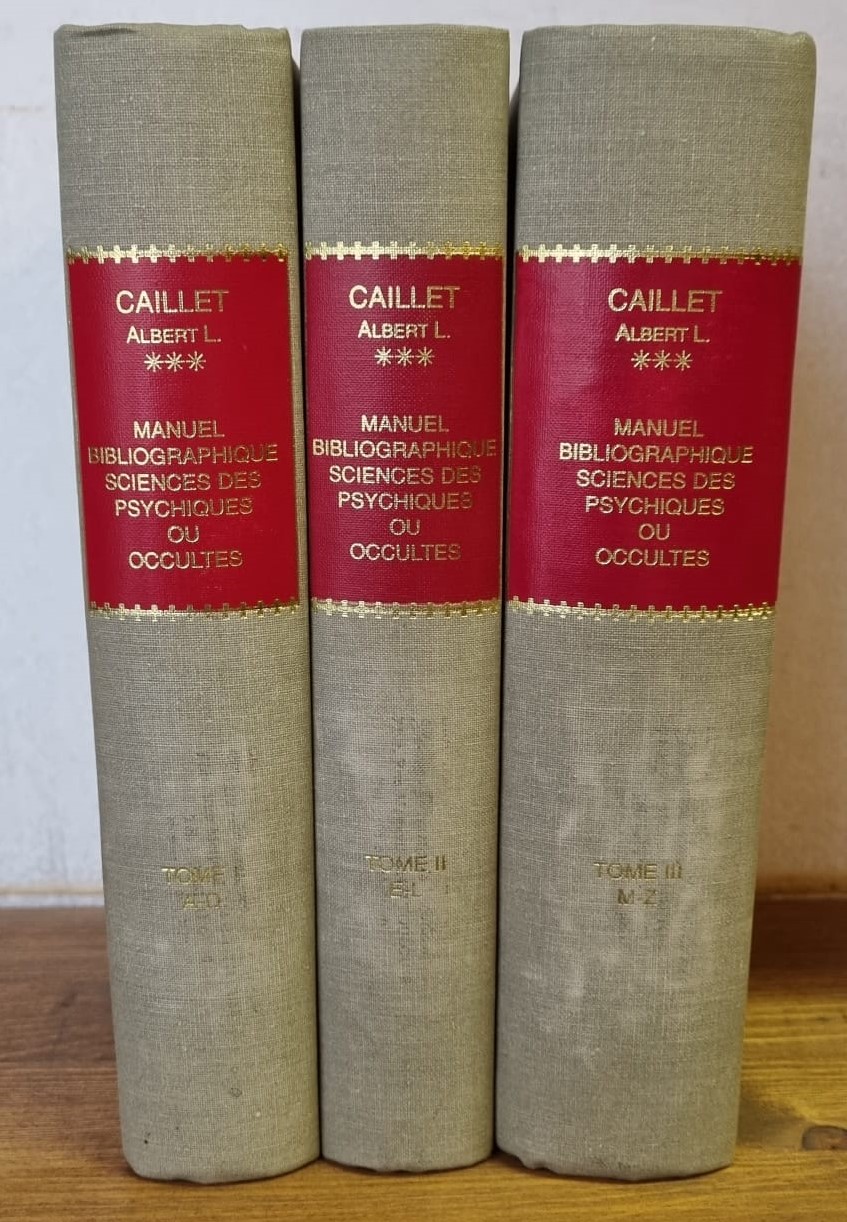 CAILLET
ALBERT L.
***
MANUEL
BIBLIOGRAPHIQUE
SCIENCES DES
PSYCHIQUES
OU
OCCULTES
TOME
A-D
CAILLET
ALBERT L.
***
MANUEL
BIBLIOGRAPHIQUE
SCIENCES DES
PSYCHIQUES
OU
OCCULTES
TOME II
E-L
CAILLET
ALBERT L.
***
MANUEL
BIBLIOGRAPHIQUE
SCIENCES DES
PSYCHIQUES
OU
OCCULTES
TOME III
M-Z